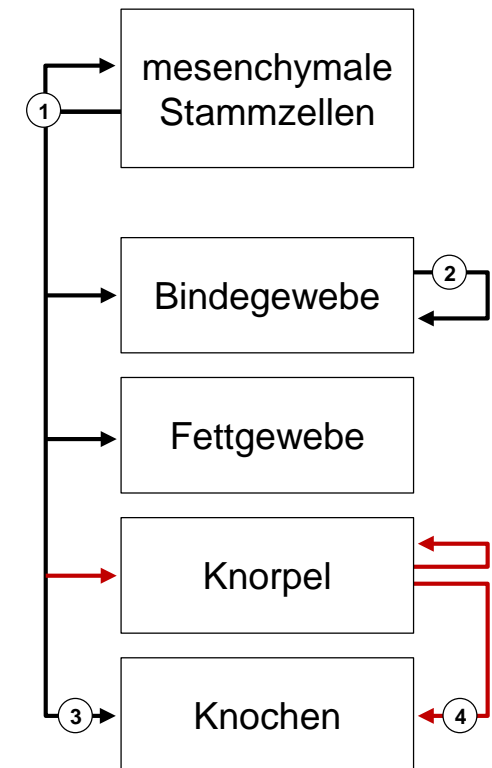 mesenchymale
Stammzellen
1
Bindegewebe
2
Fettgewebe
Knorpel
Knochen
3
4